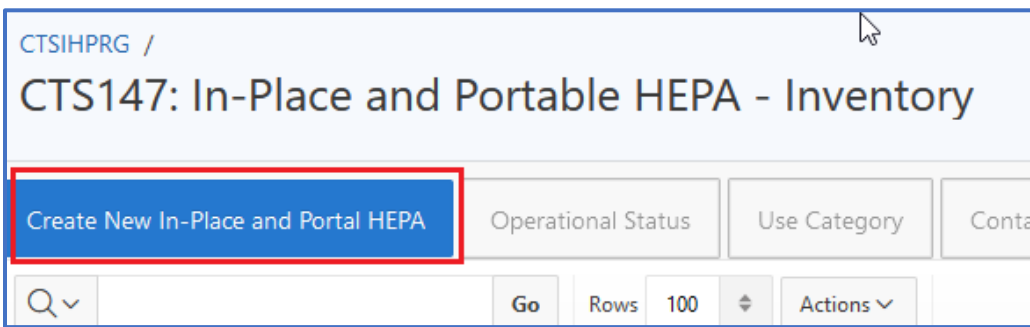 CTSIHPRG /
CTS147: In-Place and Portable HEPA - Inventory
Create New In-Place and Portal HEPA Operational Status Use Category Conta
Go Rows 100 Actions